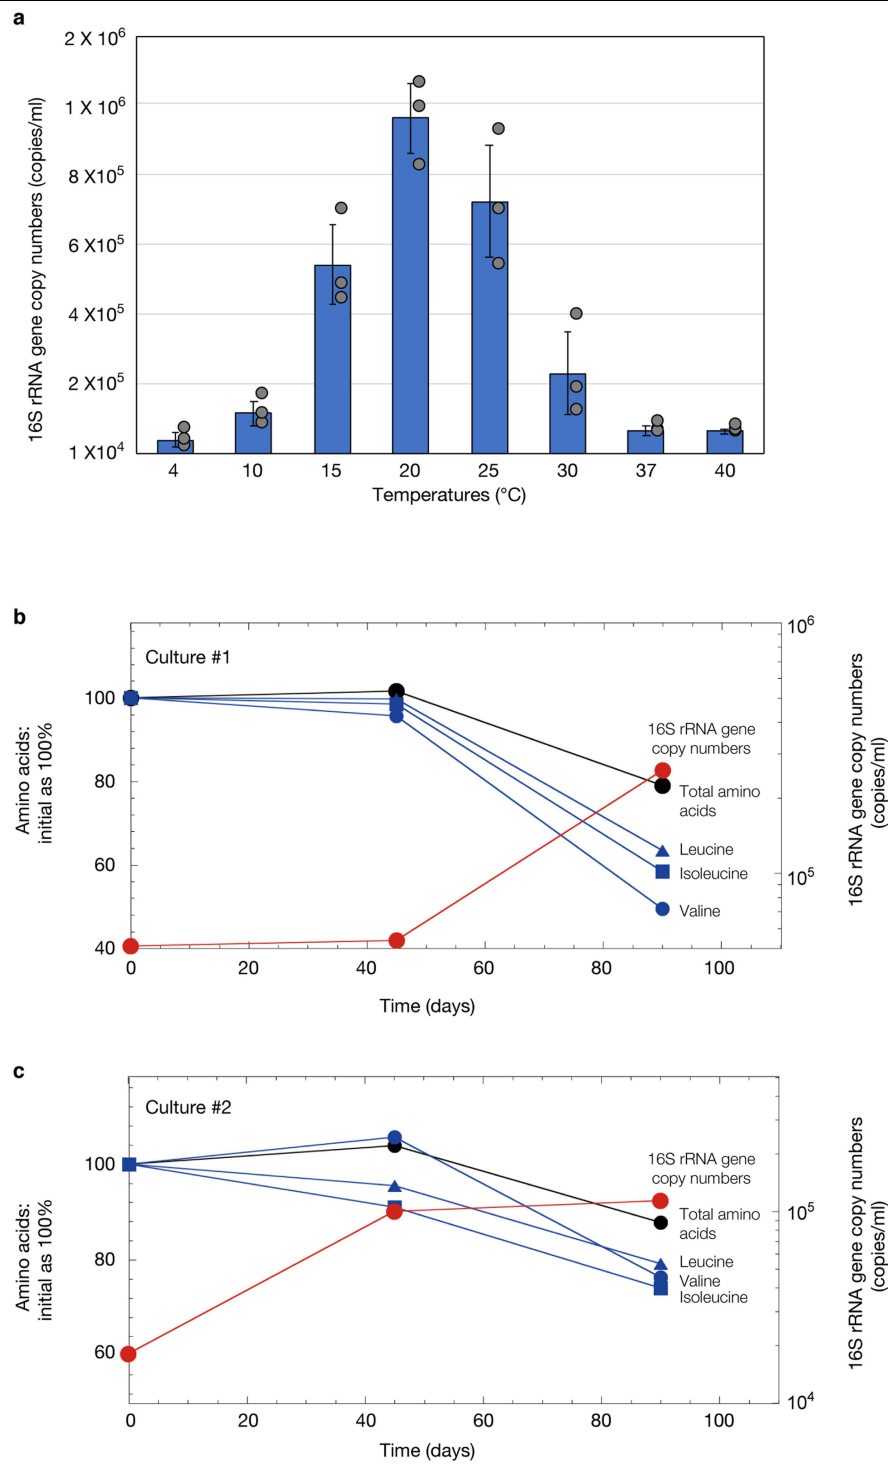 a
16S rRNA gene copy numbers (copies/ml)
2 X 10⁶
1 X 10⁶
8 X10⁵
6 X10⁵
4 X10⁵
2 X10⁵
1 X10⁴
4 10 15 20 25 30 37 40
Temperatures (°C)
b
Culture #1
Amino acids:
initial as 100%
100
80
60
40
0 20 40 60 80 100
Time (days)
10⁶
10⁵
16S rRNA gene copy numbers
(copies/ml)
16S rRNA gene
copy numbers
Total amino
acids
Leucine
Isoleucine
Valine
c
Culture #2
Amino acids:
initial as 100%
100
80
60
0 20 40 60 80 100
Time (days)
10⁵
10⁴
16S rRNA gene copy numbers
(copies/ml)
16S rRNA gene
copy numbers
Total amino
acids
Leucine
Valine
Isoleucine